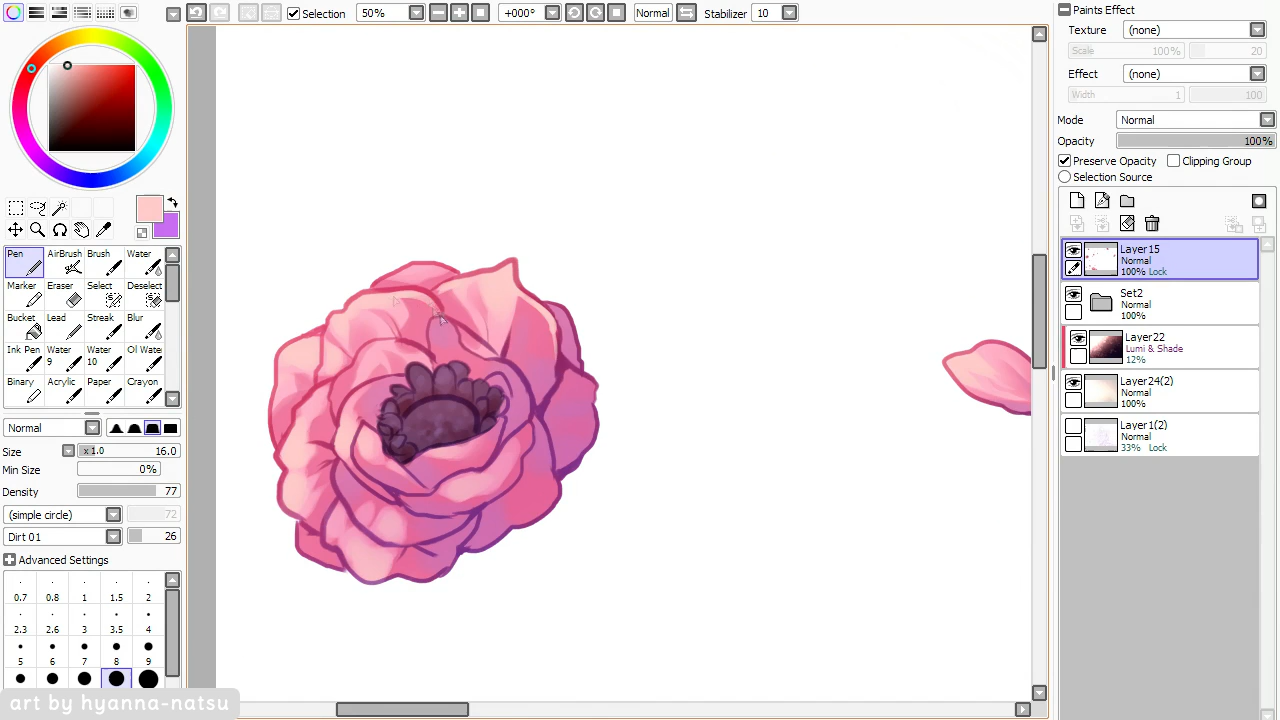 Selection
50%
+000°
Normal
Stabilizer
10
Pen
AirBrush
Brush
Water
Marker
Eraser
Select
Deselect
Bucket
Lead
Streak
Blur
Ink Pen
Water 9
Water 10
Oil Water
Binary
Acrylic
Paper
Crayon
Normal
Size
x 1.0
16.0
Min Size
0%
Density
77
(simple circle)
72
Dirt 01
26
Advanced Settings
0.7
0.8
1
1.5
2
2.3
2.6
3
3.5
4
5
6
7
8
9
art by hyanna-natsu
Paints Effect
Texture
(none)
Scale
100%
20
Effect
(none)
Width
1
100
Mode
Normal
Opacity
100%
Preserve Opacity
Clipping Group
Selection Source
Layer15
Normal
100% Lock
Set2
Normal
100%
Layer22
Lumi & Shade
12%
Layer24(2)
Normal
100%
Layer1(2)
Normal
33% Lock